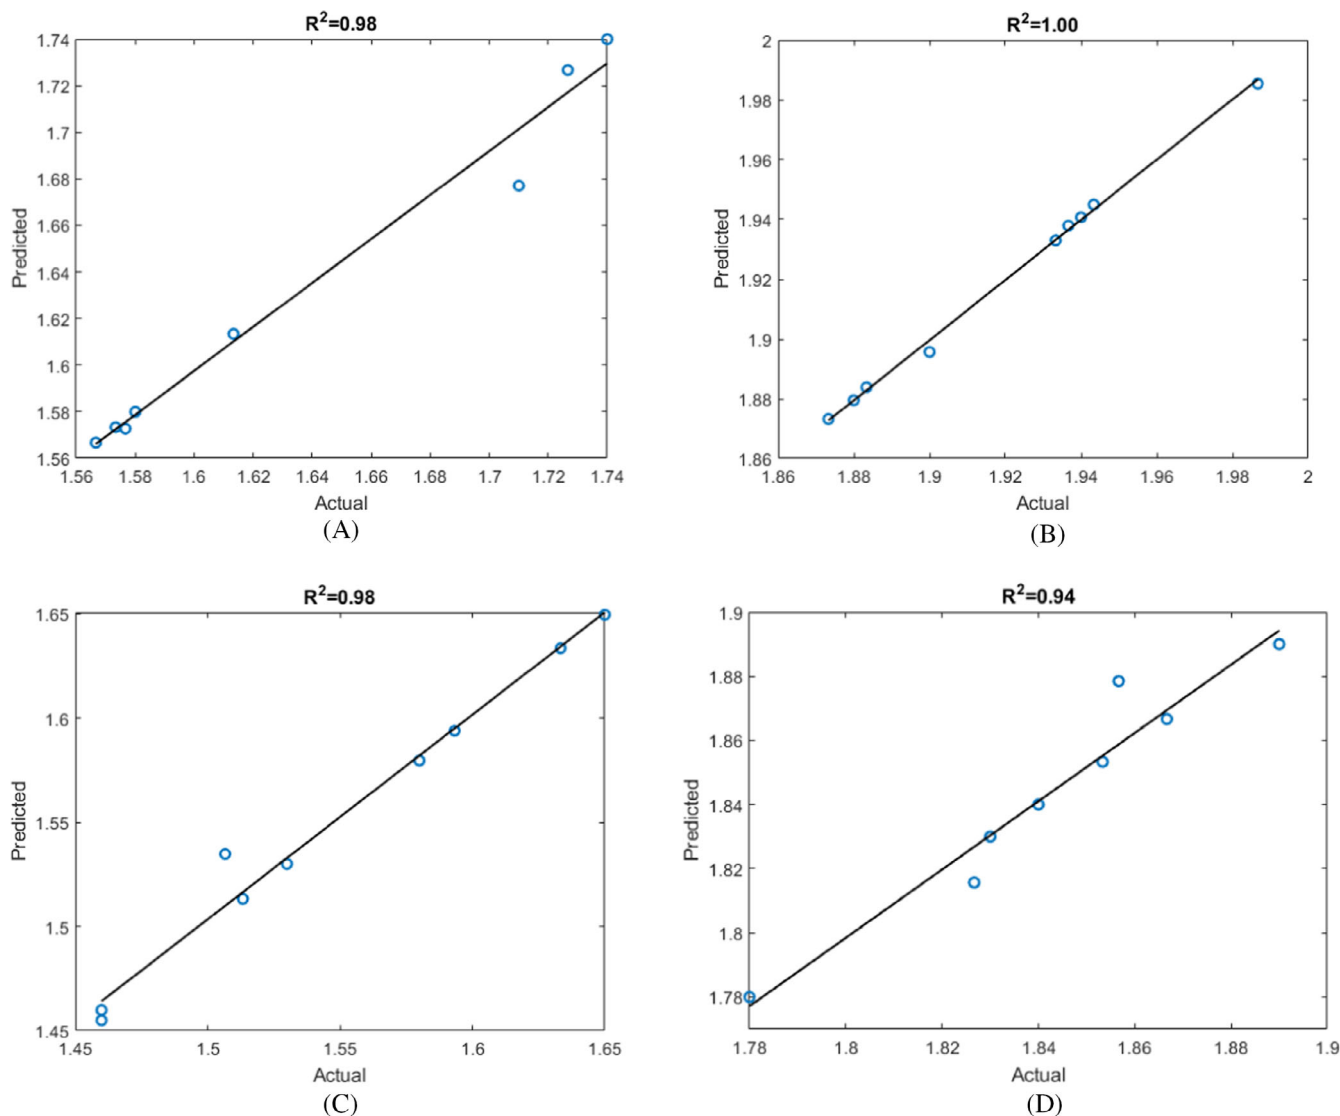 R²=0.98
1.74
1.72
1.7
1.68
1.66
1.64
1.62
1.6
1.58
1.56
Predicted
1.56 1.58 1.6 1.62 1.64 1.66 1.68 1.7 1.72 1.74
Actual
(A)
R²=1.00
2
1.98
1.96
1.94
1.92
1.9
1.88
1.86
Predicted
1.86 1.88 1.9 1.92 1.94 1.96 1.98 2
Actual
(B)
R²=0.98
1.65
1.6
1.55
1.5
1.45
Predicted
1.45 1.5 1.55 1.6 1.65
Actual
(C)
R²=0.94
1.9
1.88
1.86
1.84
1.82
1.8
1.78
Predicted
1.78 1.8 1.82 1.84 1.86 1.88 1.9
Actual
(D)